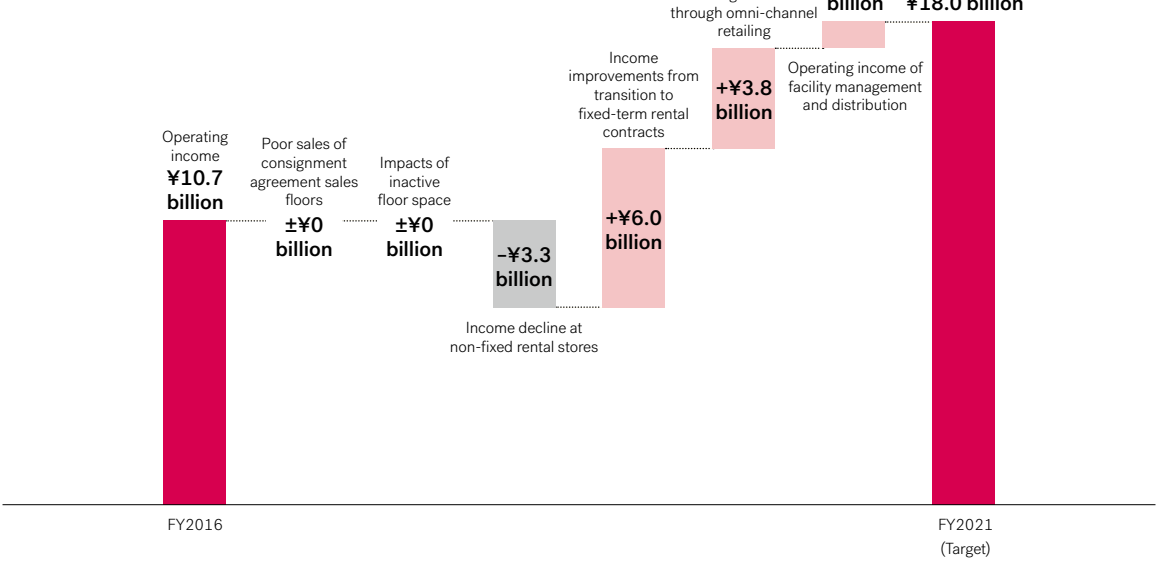 Operating
income
¥10.7
billion
Poor sales of
consignment
agreement sales
floors
±¥0
billion
Impacts of
inactive
floor space
±¥0
billion
–¥3.3
billion
Income decline at
non-fixed rental stores
Income
improvements from
transition to
fixed-term rental
contracts
+¥6.0
billion
through omni-channel
retailing
+¥3.8
billion
billion
Operating income of
facility management
and distribution
¥18.0 billion
FY2016
FY2021
(Target)